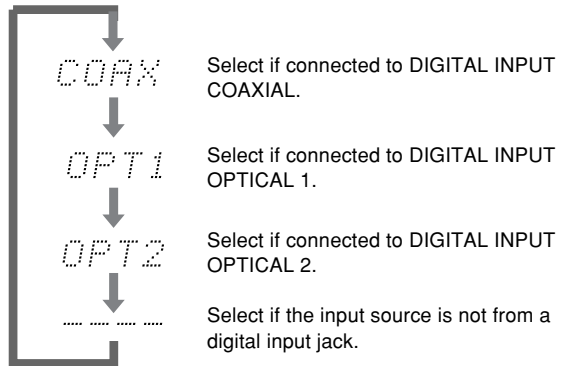 COAX
Select if connected to DIGITAL INPUT
COAXIAL.
OPT1
Select if connected to DIGITAL INPUT
OPTICAL 1.
OPT2
Select if connected to DIGITAL INPUT
OPTICAL 2.
----
Select if the input source is not from a
digital input jack.